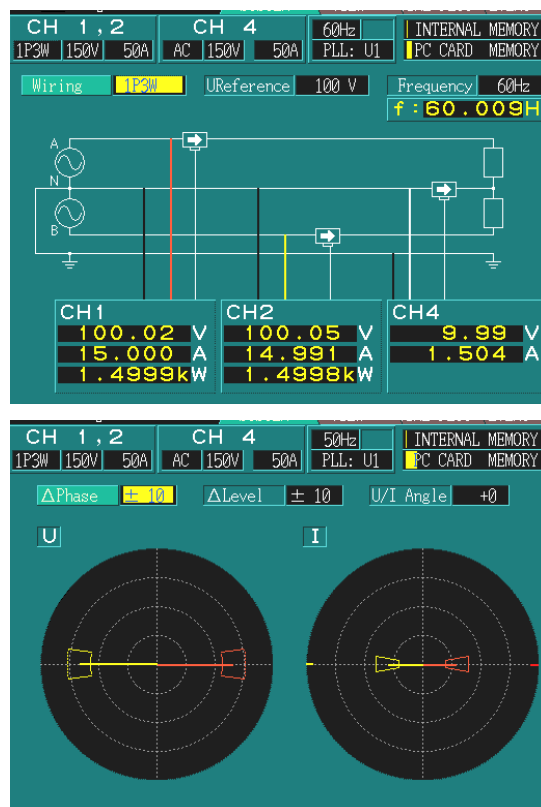 CH 1,2 CH 4 60Hz INTERNAL MEMORY
1P3W 150V 50A AC 150V 50A PLL: U1 PC CARD MEMORY
Wiring 1P3W UReference 100 V Frequency 60Hz
f:60.009H
A
N
B
CH1 CH2 CH4
100.02 V 100.05 V 9.99 V
15.000 A 14.991 A 1.504 A
1.4999kW 1.4998kW
CH 1,2 CH 4 50Hz INTERNAL MEMORY
1P3W 150V 50A AC 150V 50A PLL: U1 PC CARD MEMORY
ΔPhase ± 10 ΔLevel ± 10 U/I Angle +0
U I